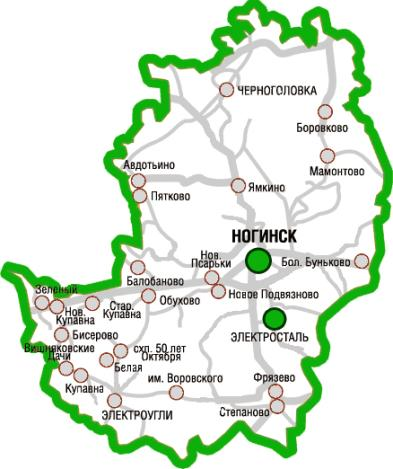 ЧЕРНОГОЛОВКА
Боровково
Мамонтово
Авдотьино
Пятково
Ямкино
НОГИНСК
Нов.
Псарьки
Бол. Буньково
Балобаново
Зеленый
Нов.
Купавна
Стар.
Купавна
Обухово
Новое Подвязново
ЭЛЕКТРОСТАЛЬ
Бисерово
Вишняковские
Дачи
схп. 50 лет
Октября
Белая
Купавна
им. Воровского
Фрязево
ЭЛЕКТРОУГЛИ
Степаново